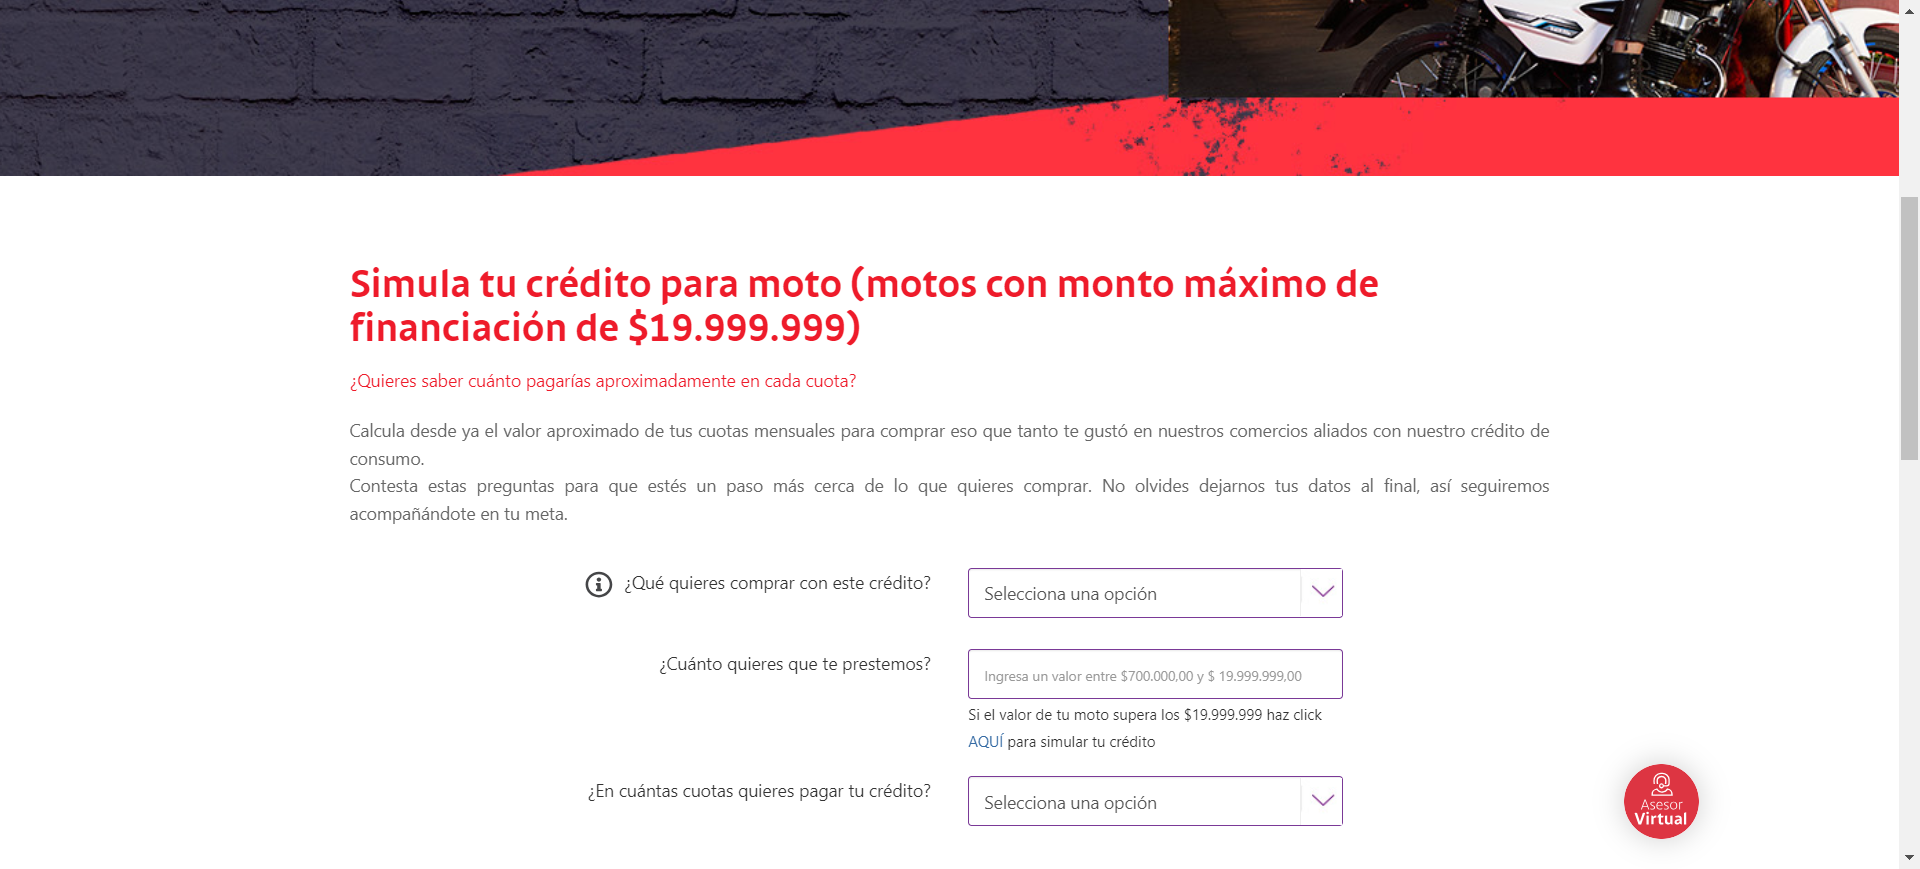 Simula tu crédito para moto (motos con monto máximo de
financiación de $19.999.999)
¿Quieres saber cuánto pagarías aproximadamente en cada cuota?
Calcula desde ya el valor aproximado de tus cuotas mensuales para comprar eso que tanto te gustó en nuestros comercios aliados con nuestro crédito de
consumo.
Contesta estas preguntas para que estés un paso más cerca de lo que quieres comprar. No olvides dejarnos tus datos al final, así seguiremos
acompañándote en tu meta.
¿Qué quieres comprar con este crédito?
Selecciona una opción
¿Cuánto quieres que te prestemos?
Ingresa un valor entre $700.000,00 y $ 19.999.999,00
Si el valor de tu moto supera los $19.999.999 haz click
AQUÍ para simular tu crédito
¿En cuántas cuotas quieres pagar tu crédito?
Selecciona una opción
Asesor
Virtual